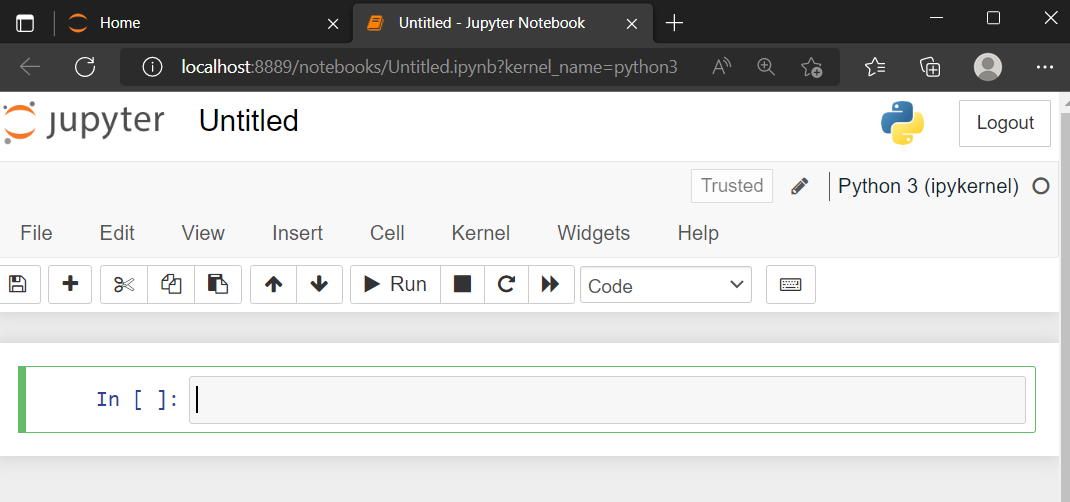 Home
Untitled - Jupyter Notebook
localhost:8889/notebooks/Untitled.ipynb?kernel_name=python3
jupyter Untitled
Logout
Trusted
Python 3 (ipykernel)
File Edit View Insert Cell Kernel Widgets Help
Run
Code
In [ ]: